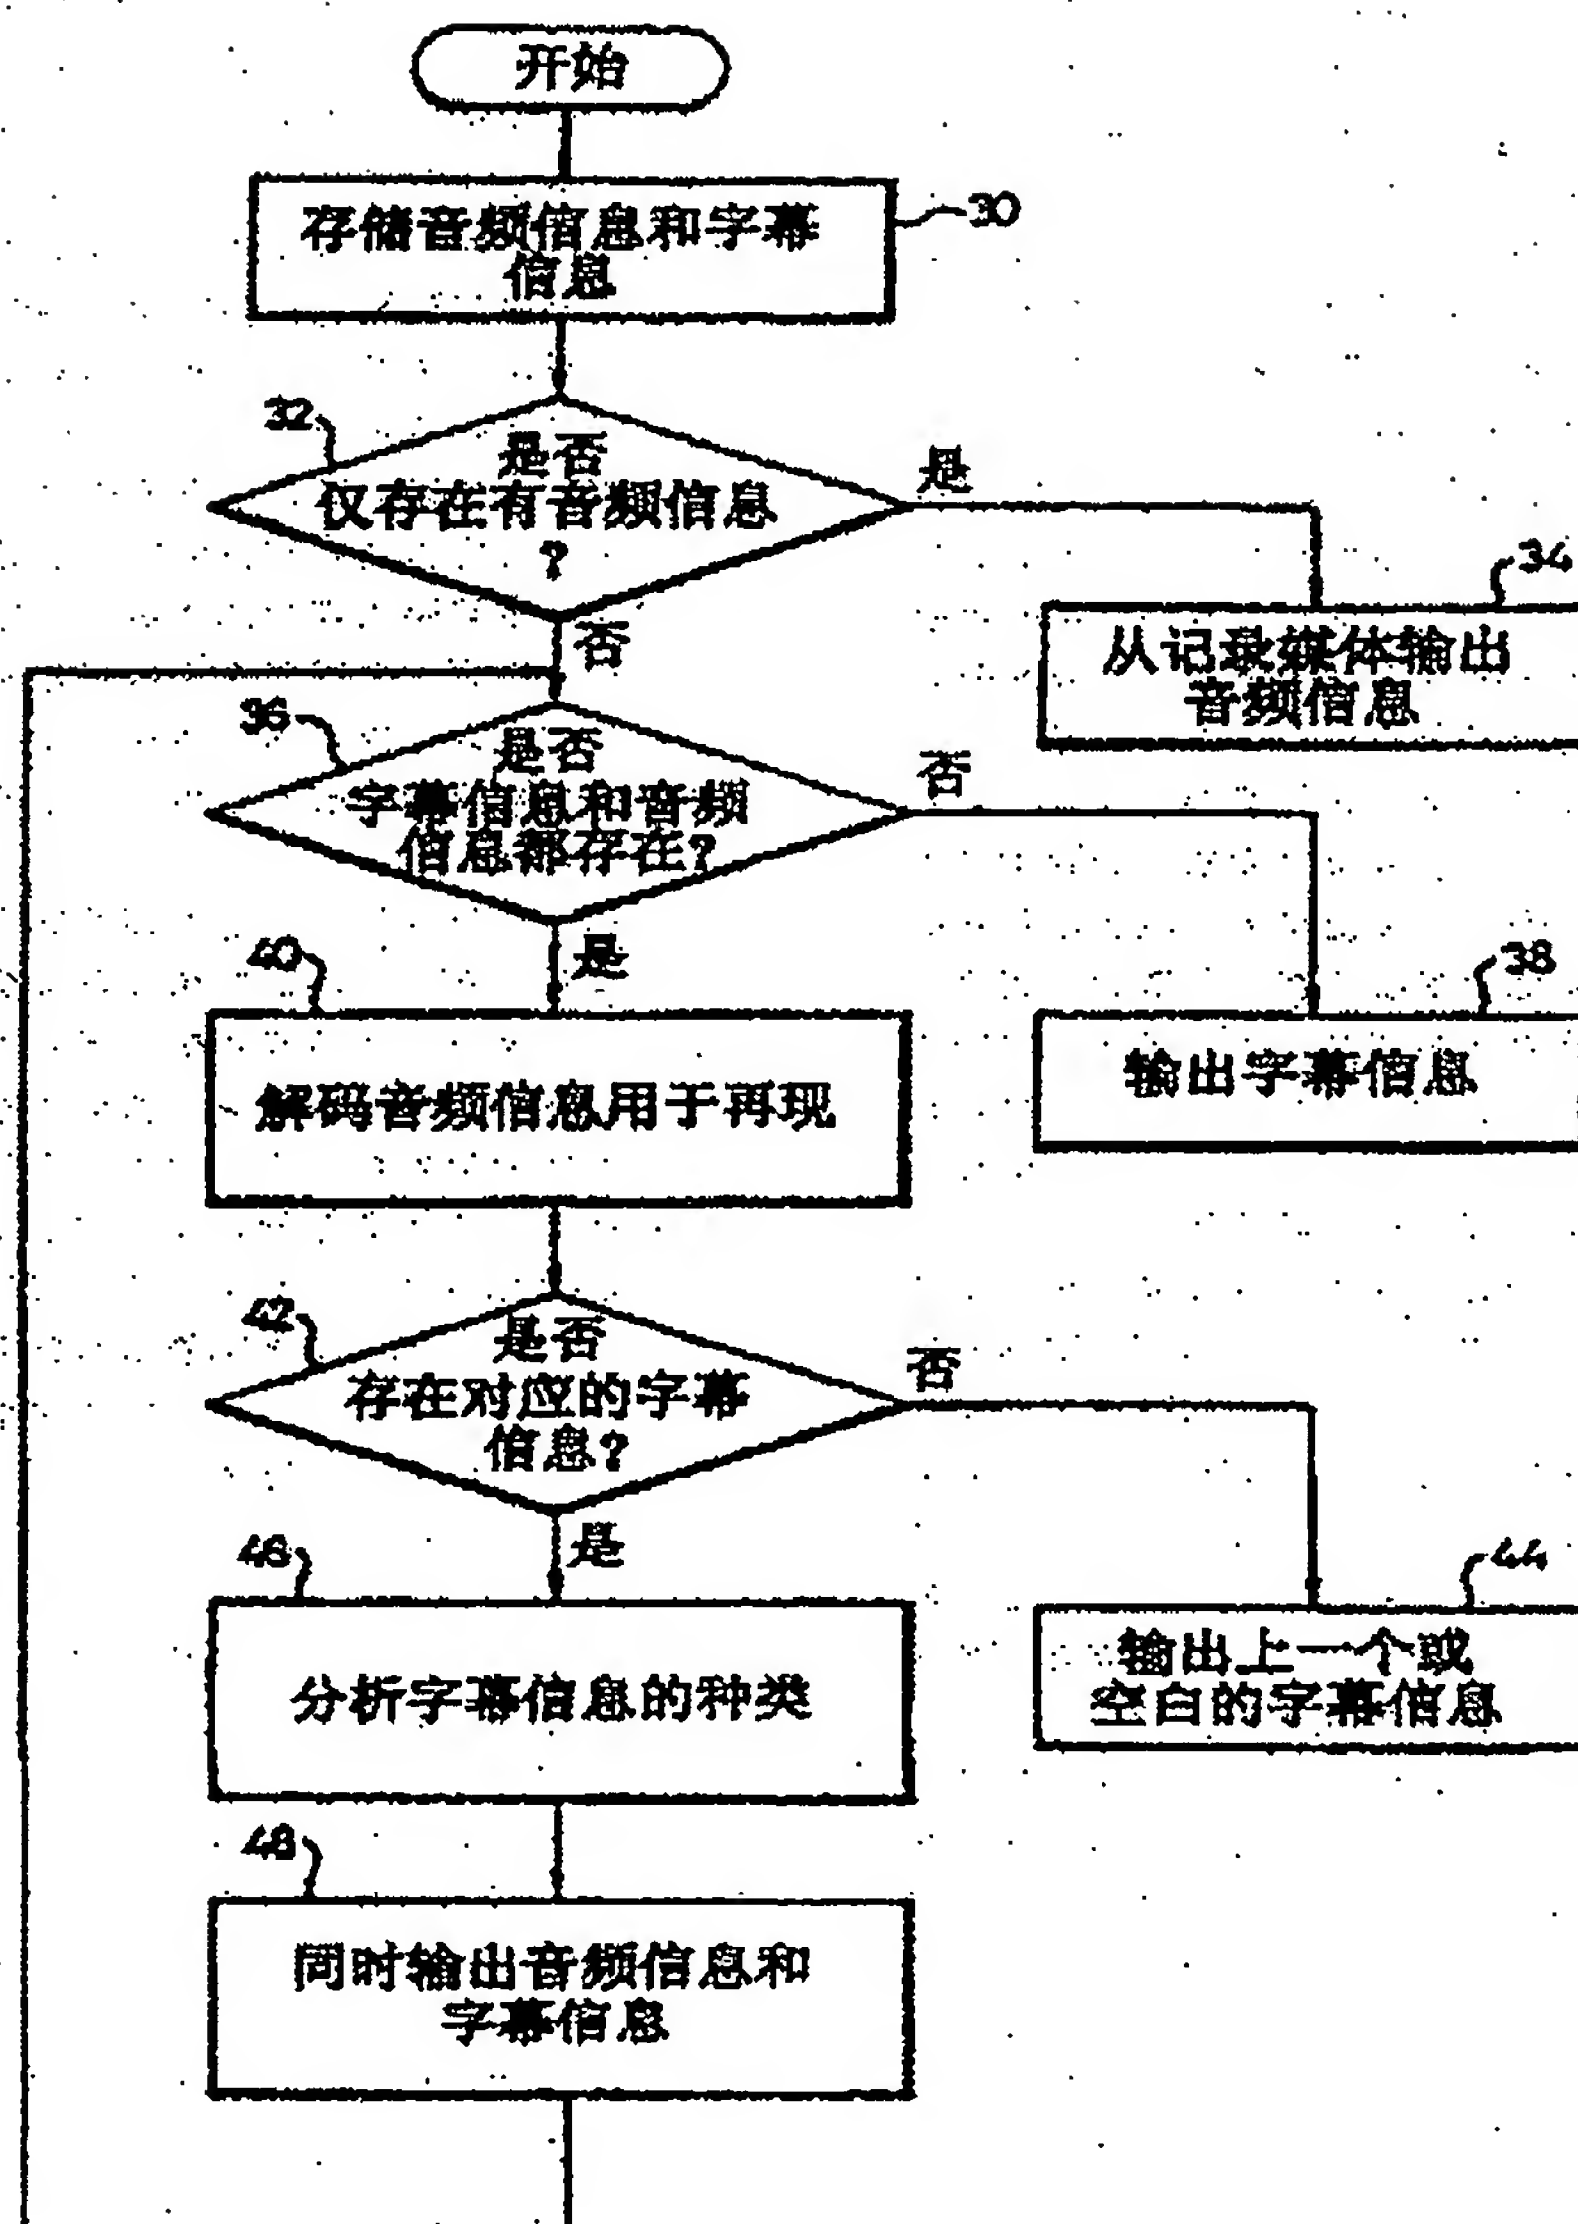 开始
存储音频信息和字幕
信息
30
32
是否
仅存在有音频信息
?
是
否
34
从记录媒体输出
音频信息
36
是否
字幕信息和音频
信息都存在?
否
是
38
输出字幕信息
40
解码音频信息用于再现
42
是否
存在对应的字幕
信息?
否
是
44
输出上一个或
空白的字幕信息
46
分析字幕信息的种类
48
同时输出音频信息和
字幕信息